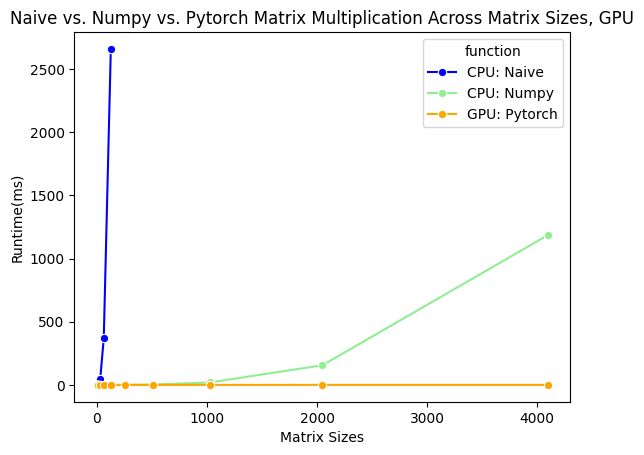 Naive vs. Numpy vs. Pytorch Matrix Multiplication Across Matrix Sizes, GPU
function
CPU: Naive
CPU: Numpy
GPU: Pytorch
Runtime(ms)
2500
2000
1500
1000
500
0
0
1000
2000
3000
4000
Matrix Sizes